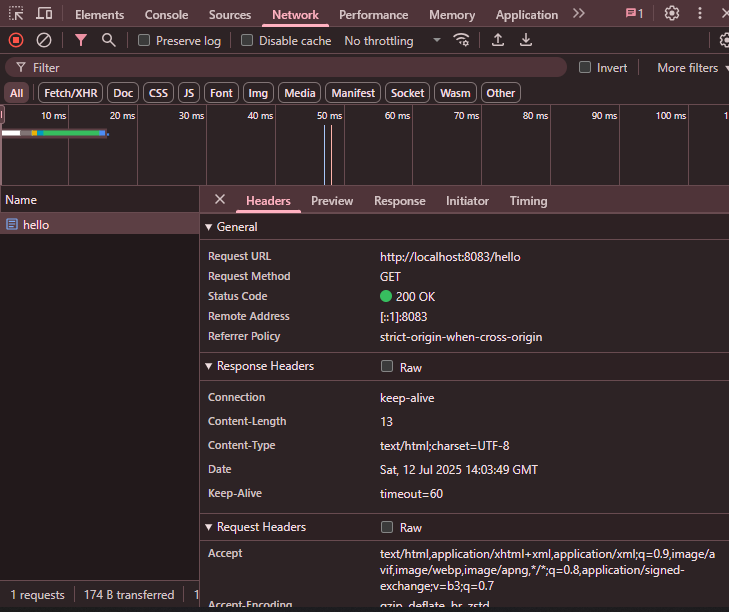 Elements Console Sources Network Performance Memory Application 1
Preserve log Disable cache No throttling
Filter Invert More filters
All Fetch/XHR Doc CSS JS Font Img Media Manifest Socket Wasm Other
10 ms 20 ms 30 ms 40 ms 50 ms 60 ms 70 ms 80 ms 90 ms 100 ms 1
Name
hello
Headers Preview Response Initiator Timing
General
Request URL http://localhost:8083/hello
Request Method GET
Status Code 200 OK
Remote Address [::1]:8083
Referrer Policy strict-origin-when-cross-origin
Response Headers Raw
Connection keep-alive
Content-Length 13
Content-Type text/html;charset=UTF-8
Date Sat, 12 Jul 2025 14:03:49 GMT
Keep-Alive timeout=60
Request Headers Raw
Accept text/html,application/xhtml+xml,application/xml;q=0.9,image/a
vif,image/webp,image/apng,*/*;q=0.8,application/signed-
exchange;v=b3;q=0.7
Accept-Encoding gzip, deflate, br, zstd
1 requests 174 B transferred 1